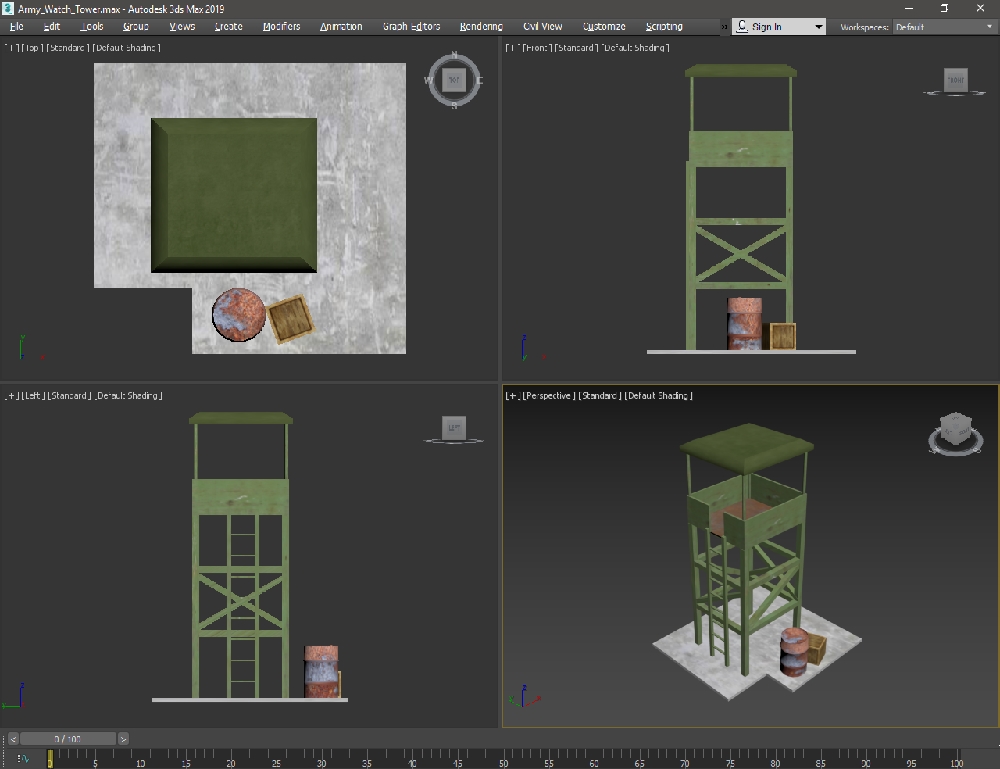 Army_Watch_Tower.max - Autodesk 3ds Max 2019
File Edit Tools Group Views Create Modifiers Animation Graph Editors Rendering Civil View Customize Scripting » Sign In Workspaces: Default
[+] [Top] [Standard] [Default Shading]
N
W TOP E
S
[+] [Front] [Standard] [Default Shading]
FRONT
[+] [Left] [Standard] [Default Shading]
LEFT
[+] [Perspective] [Standard] [Default Shading]
< 0 / 100 >
0 5 10 15 20 25 30 35 40 45 50 55 60 65 70 75 80 85 90 95 100